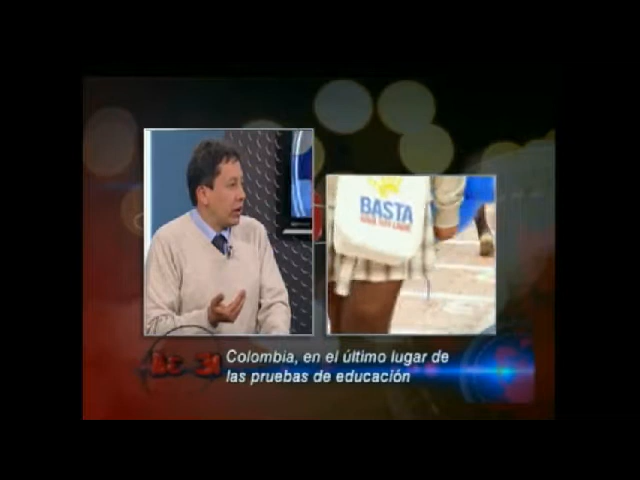 BASTA
Colombia, en el último lugar de
las pruebas de educación